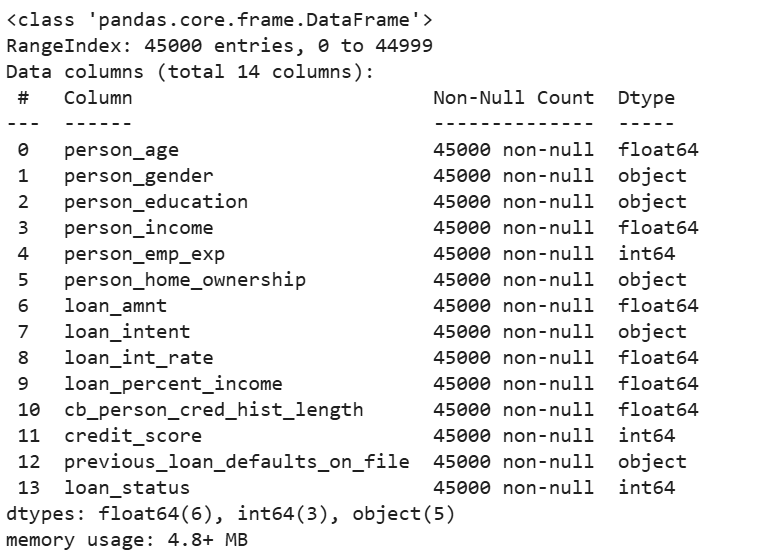 <class 'pandas.core.frame.DataFrame'>
RangeIndex: 45000 entries, 0 to 44999
Data columns (total 14 columns):
 #   Column                          Non-Null Count  Dtype
---  ------                          --------------  -----
 0   person_age                      45000 non-null  float64
 1   person_gender                   45000 non-null  object
 2   person_education                45000 non-null  object
 3   person_income                   45000 non-null  float64
 4   person_emp_exp                  45000 non-null  int64
 5   person_home_ownership           45000 non-null  object
 6   loan_amnt                       45000 non-null  float64
 7   loan_intent                     45000 non-null  object
 8   loan_int_rate                   45000 non-null  float64
 9   loan_percent_income             45000 non-null  float64
 10  cb_person_cred_hist_length      45000 non-null  float64
 11  credit_score                    45000 non-null  int64
 12  previous_loan_defaults_on_file  45000 non-null  object
 13  loan_status                     45000 non-null  int64
dtypes: float64(6), int64(3), object(5)
memory usage: 4.8+ MB